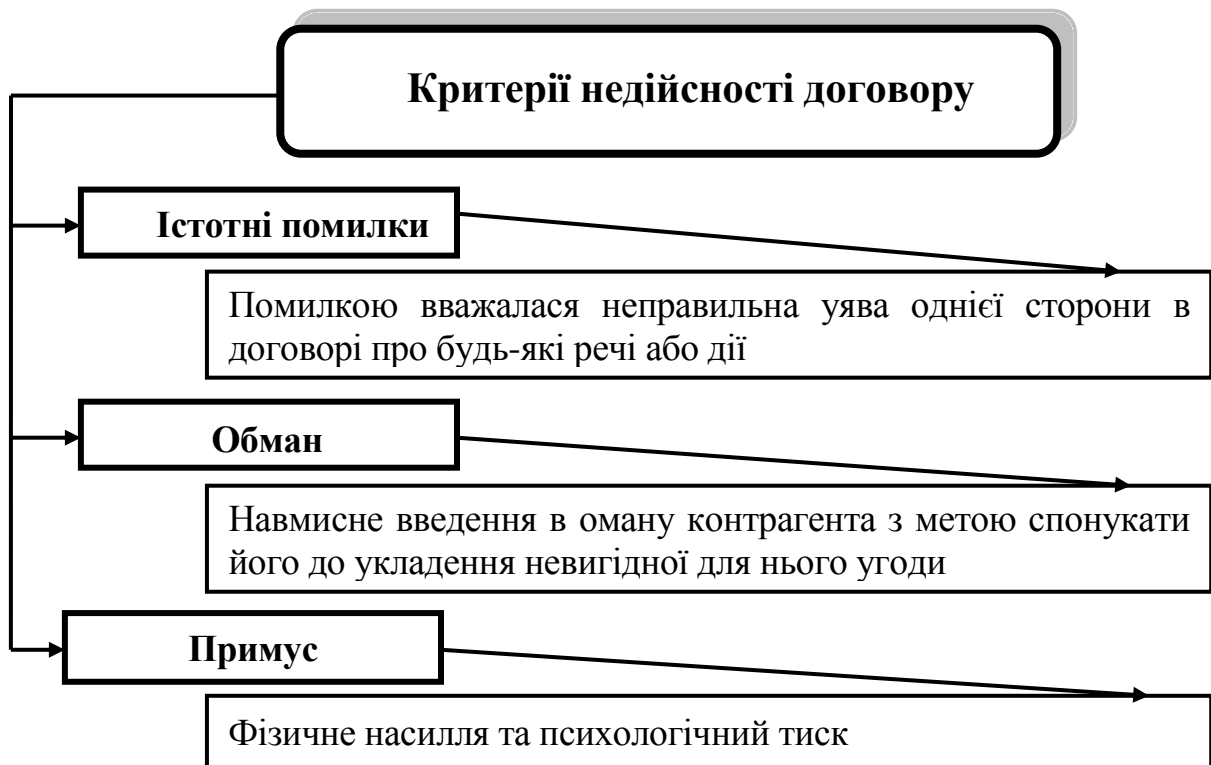 Критерії недійсності договору
Істотні помилки
Помилкою вважалася неправильна уява однієї сторони в
договорі про будь-які речі або дії
Обман
Навмисне введення в оману контрагента з метою спонукати
його до укладення невигідної для нього угоди
Примус
Фізичне насилля та психологічний тиск